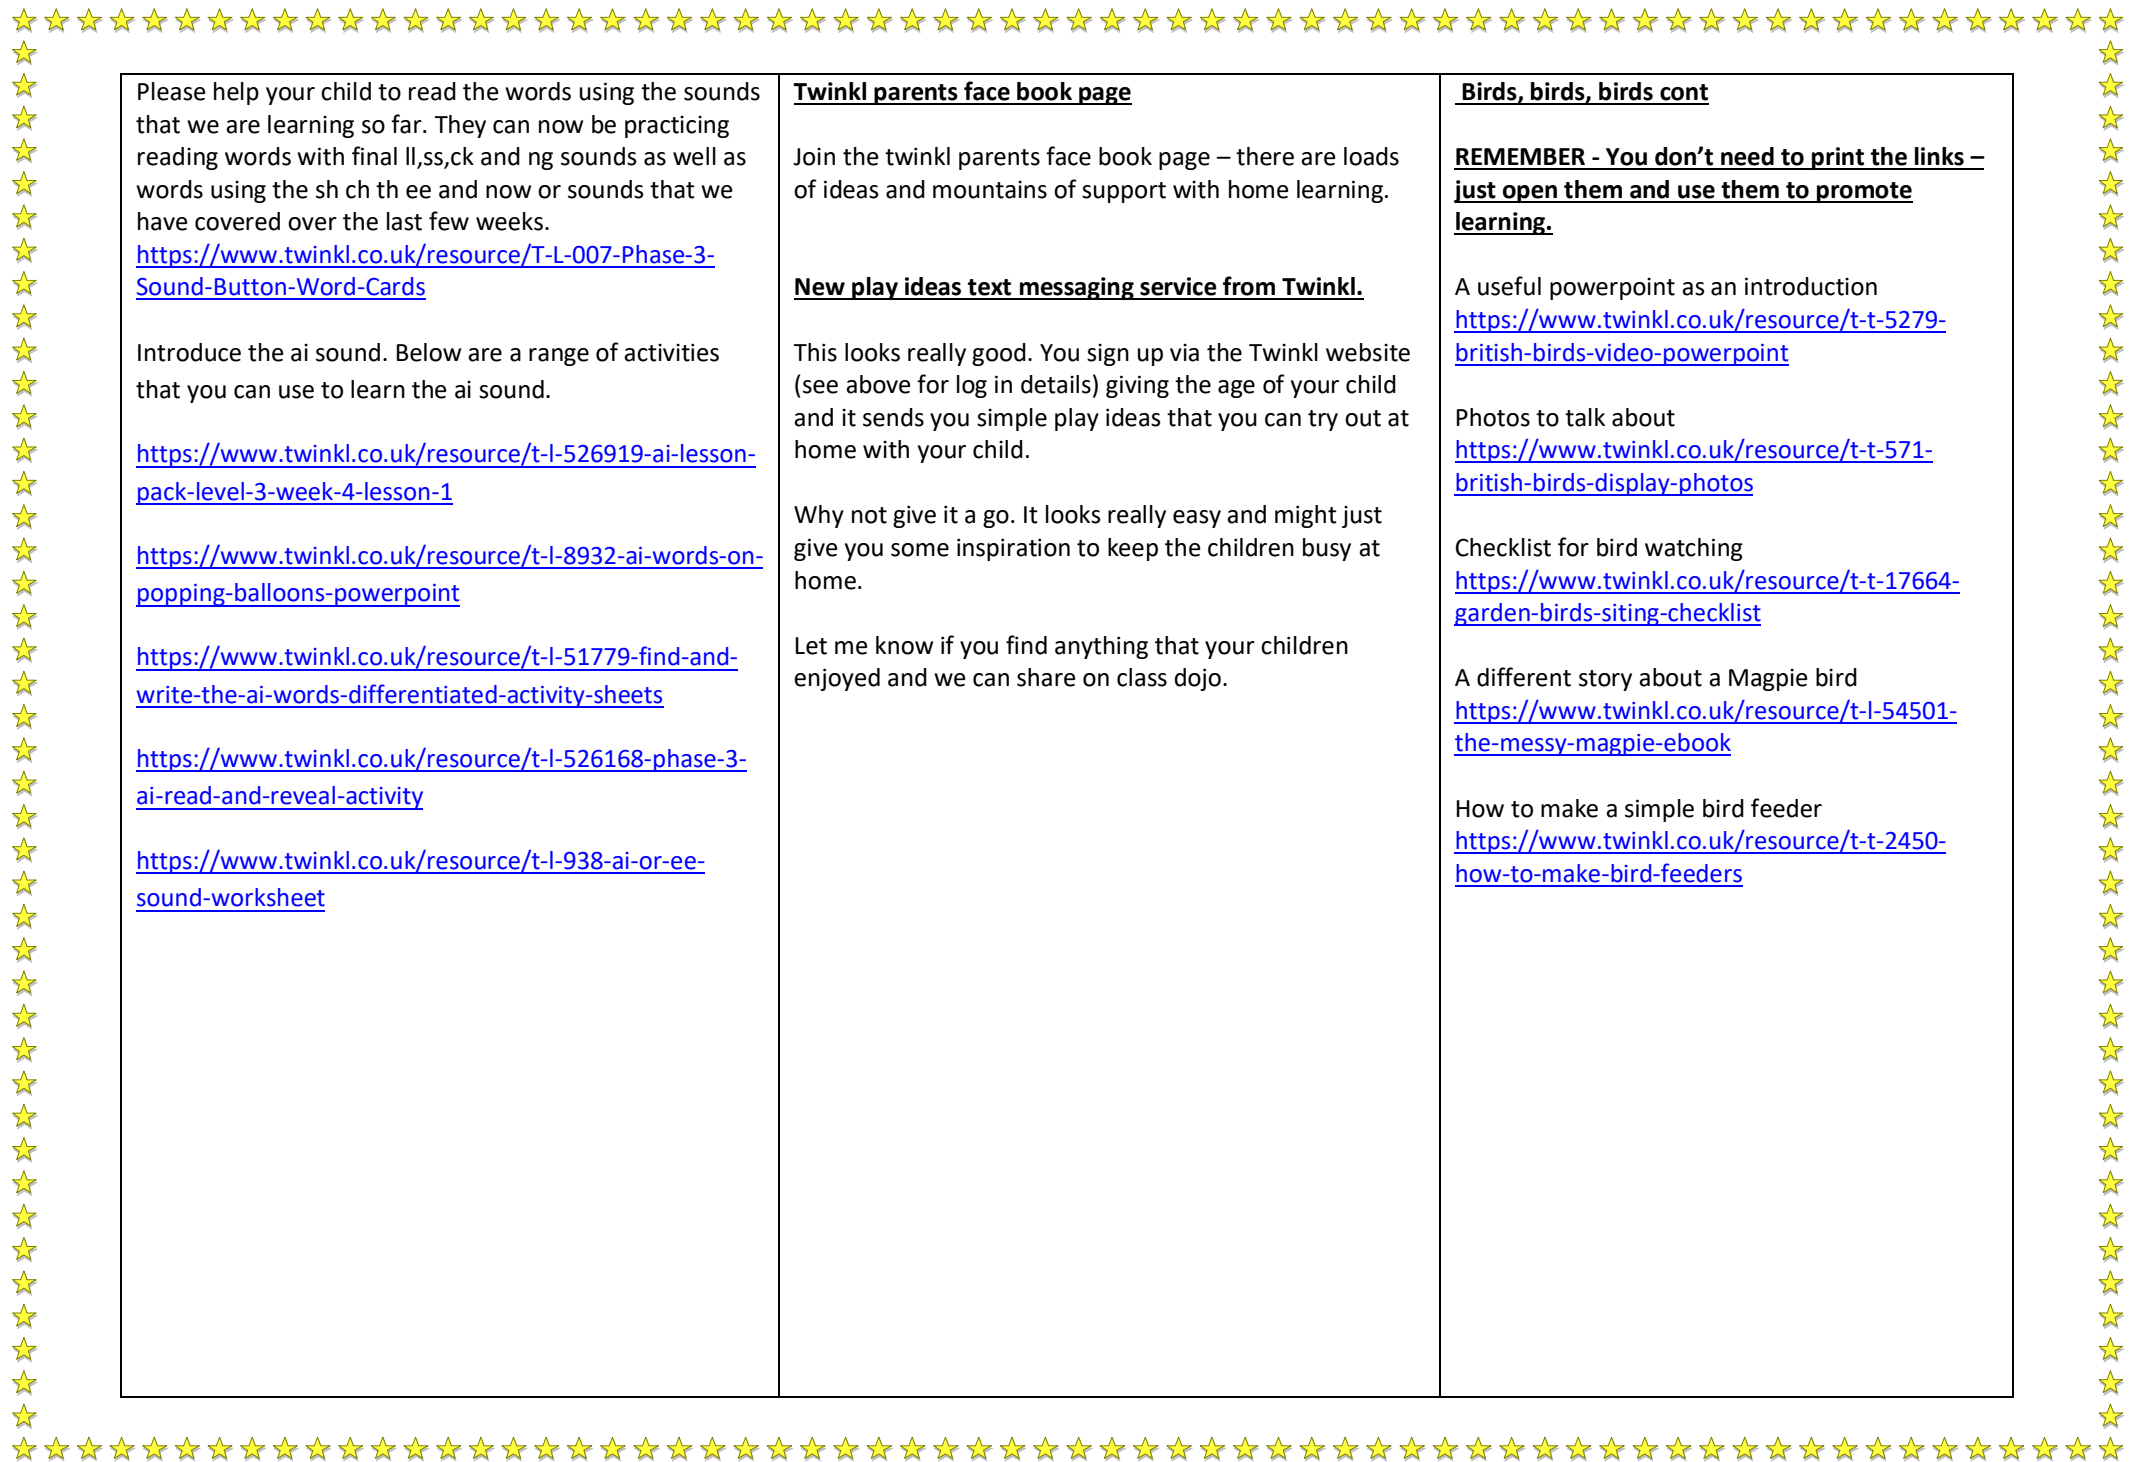 Please help your child to read the words using the sounds
that we are learning so far. They can now be practicing
reading words with final ll,ss,ck and ng sounds as well as
words using the sh ch th ee and now or sounds that we
have covered over the last few weeks.
https://www.twinkl.co.uk/resource/T-L-007-Phase-3-
Sound-Button-Word-Cards
Introduce the ai sound. Below are a range of activities
that you can use to learn the ai sound.
https://www.twinkl.co.uk/resource/t-l-526919-ai-lesson-
pack-level-3-week-4-lesson-1
https://www.twinkl.co.uk/resource/t-l-8932-ai-words-on-
popping-balloons-powerpoint
https://www.twinkl.co.uk/resource/t-l-51779-find-and-
write-the-ai-words-differentiated-activity-sheets
https://www.twinkl.co.uk/resource/t-l-526168-phase-3-
ai-read-and-reveal-activity
https://www.twinkl.co.uk/resource/t-l-938-ai-or-ee-
sound-worksheet
Twinkl parents face book page
Join the twinkl parents face book page – there are loads
of ideas and mountains of support with home learning.
New play ideas text messaging service from Twinkl.
This looks really good. You sign up via the Twinkl website
(see above for log in details) giving the age of your child
and it sends you simple play ideas that you can try out at
home with your child.
Why not give it a go. It looks really easy and might just
give you some inspiration to keep the children busy at
home.
Let me know if you find anything that your children
enjoyed and we can share on class dojo.
Birds, birds, birds cont
REMEMBER - You don’t need to print the links –
just open them and use them to promote
learning.
A useful powerpoint as an introduction
https://www.twinkl.co.uk/resource/t-t-5279-
british-birds-video-powerpoint
Photos to talk about
https://www.twinkl.co.uk/resource/t-t-571-
british-birds-display-photos
Checklist for bird watching
https://www.twinkl.co.uk/resource/t-t-17664-
garden-birds-siting-checklist
A different story about a Magpie bird
https://www.twinkl.co.uk/resource/t-l-54501-
the-messy-magpie-ebook
How to make a simple bird feeder
https://www.twinkl.co.uk/resource/t-t-2450-
how-to-make-bird-feeders